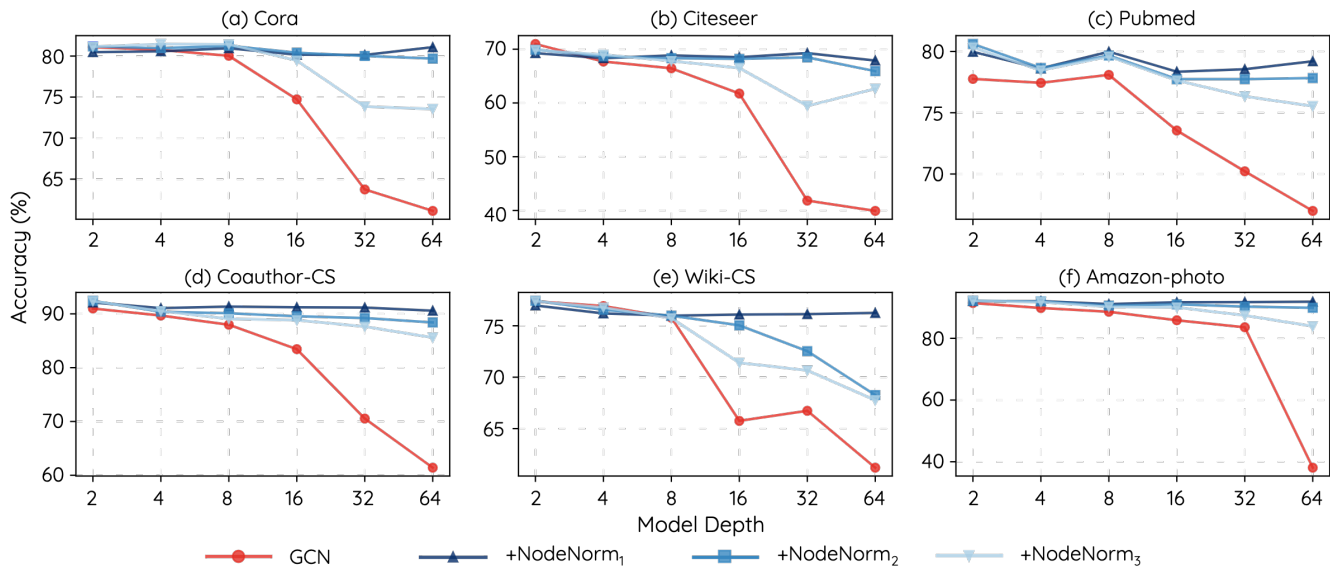 (a) Cora
(b) Citeseer
(c) Pubmed
80
75
70
65
2 4 8 16 32 64
70
60
50
40
2 4 8 16 32 64
80
75
70
2 4 8 16 32 64
Accuracy (%)
(d) Coauthor-CS
(e) Wiki-CS
(f) Amazon-photo
90
80
70
60
2 4 8 16 32 64
75
70
65
2 4 8 16 32 64
80
60
40
2 4 8 16 32 64
Model Depth
GCN +NodeNorm₁ +NodeNorm₂ +NodeNorm₃